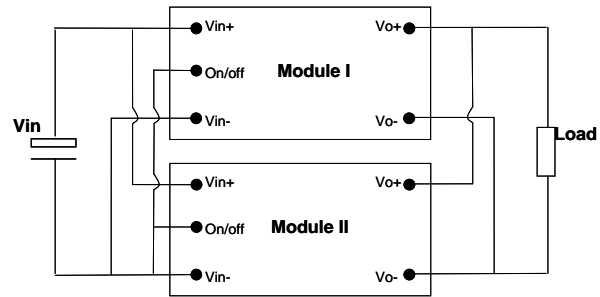 Vin+
Vo+
On/off
Module I
Vin
Vin-
Vo-
Load
Vin+
Vo+
On/off
Module II
Vin-
Vo-